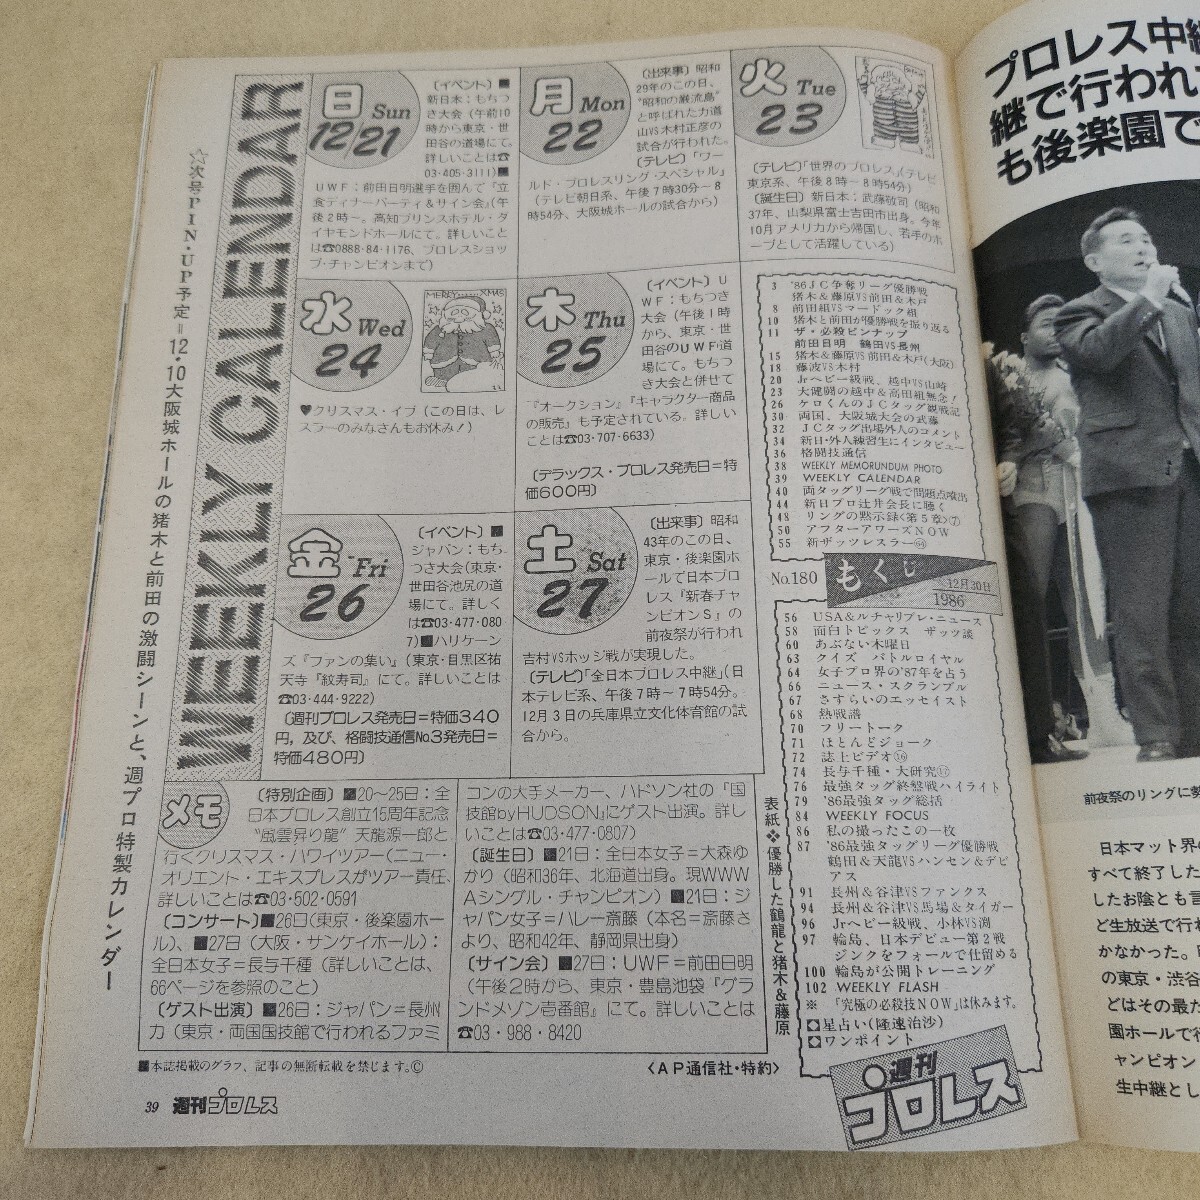 WEEKLY CALENDAR
☆次号PIN・UP予定=12・10大阪城ホールの猪木と前田の激闘シーンと、週プロ特製カレンダー
日 Sun
12/21
〔イベント〕■
新日本：もちつ
き大会（午前10
時から東京・世
田谷の道場にて。
詳しいことは☎
03・405・3111）■
UWF：前田日明選手を囲んで『立
食ディナーパーティ&サイン会』（午
後2時～。高知プリンスホテル・ダ
イヤモンドホールにて。詳しいこと
は☎0888・84・1176、プロレスショッ
プ・チャンピオンまで）
月 Mon
22
〔出来事〕昭和
29年のこの日、
"昭和の巌流島"
と呼ばれた力道
山VS木村正彦の
試合が行われた。
〔テレビ〕「ワー
ルド・プロレスリング・スペシャル」
（テレビ朝日系、午後7時30分～8
時54分、大阪城ホールの試合から）
火 Tue
23
〔テレビ〕「世界のプロレス」（テレビ
東京系、午後8時～8時54分）
〔誕生日〕新日本：武藤敬司（昭和
37年、山梨県富士吉田市出身。今年
10月アメリカから帰国し、若手のホ
ープとして活躍している）
水 Wed
24
MERRY XMAS
♥クリスマス・イブ（この日は、レ
スラーのみなさんもお休み！）
木 Thu
25
〔イベント〕U
WF：もちつき
大会（午後1時
から、東京・世
田谷のUWF道
場にて。もちつ
き大会と併せて
『オークション』『キャラクター商品
の販売』も予定されている。詳しい
ことは☎03・707・6633）
〔デラックス・プロレス発売日=特
価600円〕
金 Fri
26
〔イベント〕■
ジャパン：もち
つき大会（東京・
世田谷池尻の道
場にて。詳しく
は☎03・477・080
7）■ハリケーン
ズ『ファンの集い』（東京・目黒区祐
天寺『紋寿司』にて。詳しいことは
☎03・444・9222）
〔週刊プロレス発売日=特価340
円、及び、格闘技通信No.3発売日=
特価480円〕
土 Sat
27
〔出来事〕昭和
43年のこの日、
東京・後楽園ホ
ールで日本プロ
レス『新春チャ
ンピオンS』の
前夜祭が行われ
吉村VSホッジ戦が実現した。
〔テレビ〕「全日本プロレス中継」（日
本テレビ系、午後7時～7時54分。
12月3日の兵庫県立文化体育館の試
合から。
メモ
〔特別企画〕■20～25日：全
日本プロレス創立15周年記念
"風雲昇り龍"天龍源一郎と
行くクリスマス・ハワイツアー（ニュー・
オリエント・エキスプレスがツアー責任、
詳しいことは☎03・502・0591
〔コンサート〕■26日（東京・後楽園ホー
ル）、■27日（大阪・サンケイホール）：
全日本女子=長与千種（詳しいことは、
66ページを参照のこと）
〔ゲスト出演〕■26日：ジャパン=長州
力（東京・両国国技館で行われるファミ
コンの大手メーカー、ハドソン社の『国
技館byHUDSON』にゲスト出演。詳し
いことは☎03・477・0807）
〔誕生日〕■21日：全日本女子=大森ゆ
かり（昭和36年、北海道出身。現WWW
Aシングル・チャンピオン）■21日：ジ
ャパン女子=ハレー斎藤（本名=斎藤さ
より、昭和42年、静岡県出身）
〔サイン会〕■27日：UWF=前田日明
（午後2時から、東京・豊島池袋『グラ
ンドメゾン壱番館』にて。詳しいことは
☎03・988・8420
3 '86JC争奪リーグ優勝戦
猪木&藤原VS前田&木戸
8 前田組VSマードック組
10 猪木と前田が優勝戦を振り返る
11 ザ・必殺ピンナップ
前田日明 鶴田VS長州
15 猪木&藤原VS前田&木戸(大阪)
18 藤波VS木村
20 Jrヘビー級戦、越中VS山崎
23 大健闘の越中&高田組無念！
26 ケロくんのJCタッグ観戦記
30 両国、大阪城大会の武藤
32 JCタッグ出場外人のコメント
34 新日・外人練習生にインタビュー
36 格闘技通信
38 WEEKLY MEMORUNDUM PHOTO
39 WEEKLY CALENDAR
40 両タッグリーグ戦で問題点噴出
44 新日プロ辻井会長に聴く
48 リングの黙示録<第5章>⑦
50 アフターアワーズNOW
55 新ザッツレスラー
No.180 もくじ 12月30日
1986
56 USA&ルチャリブレ・ニュース
58 面白トピックス ザッツ談
60 あぶない木曜日
63 クイズ バトルロイヤル
64 女子プロ界の'87年を占う
66 ニュース・スクランブル
67 さすらいのエッセイスト
68 熱戦譜
70 フリートーク
71 ほとんどジョーク
72 誌上ビデオ⑯
74 長与千種・大研究⑰
76 最強タッグ終盤戦ハイライト
79 '86最強タッグ総括
84 WEEKLY FOCUS
86 私の撮ったこの一枚
87 '86最強タッグリーグ優勝戦
鶴田&天龍VSハンセン&デビ
アス
91 長州&谷津VSファンクス
94 長州&谷津VS馬場&タイガー
96 Jrヘビー級戦、小林VS渕
97 輪島、日本デビュー第2戦
ジンクをフォールで仕留める
100 輪島が公開トレーニング
102 WEEKLY FLASH
※「究極の必殺技NOW」は休みます。
◆星占い(隆速治沙)
◆ワンポイント
表紙❖優勝した鶴龍と猪木&藤原
■本誌掲載のグラフ、記事の無断転載を禁じます。©
〈AP通信社・特約〉
39 週刊プロレス
週刊プロレス
プロレス中継
継で行われ
も後楽園で
前夜祭のリングに
日本マット界の
すべて終了した
したお陰とも言
ど生放送で行わ
かなかった。
の東京・渋谷
どはその最た
園ホールで行
ャンピオン
生中継とし